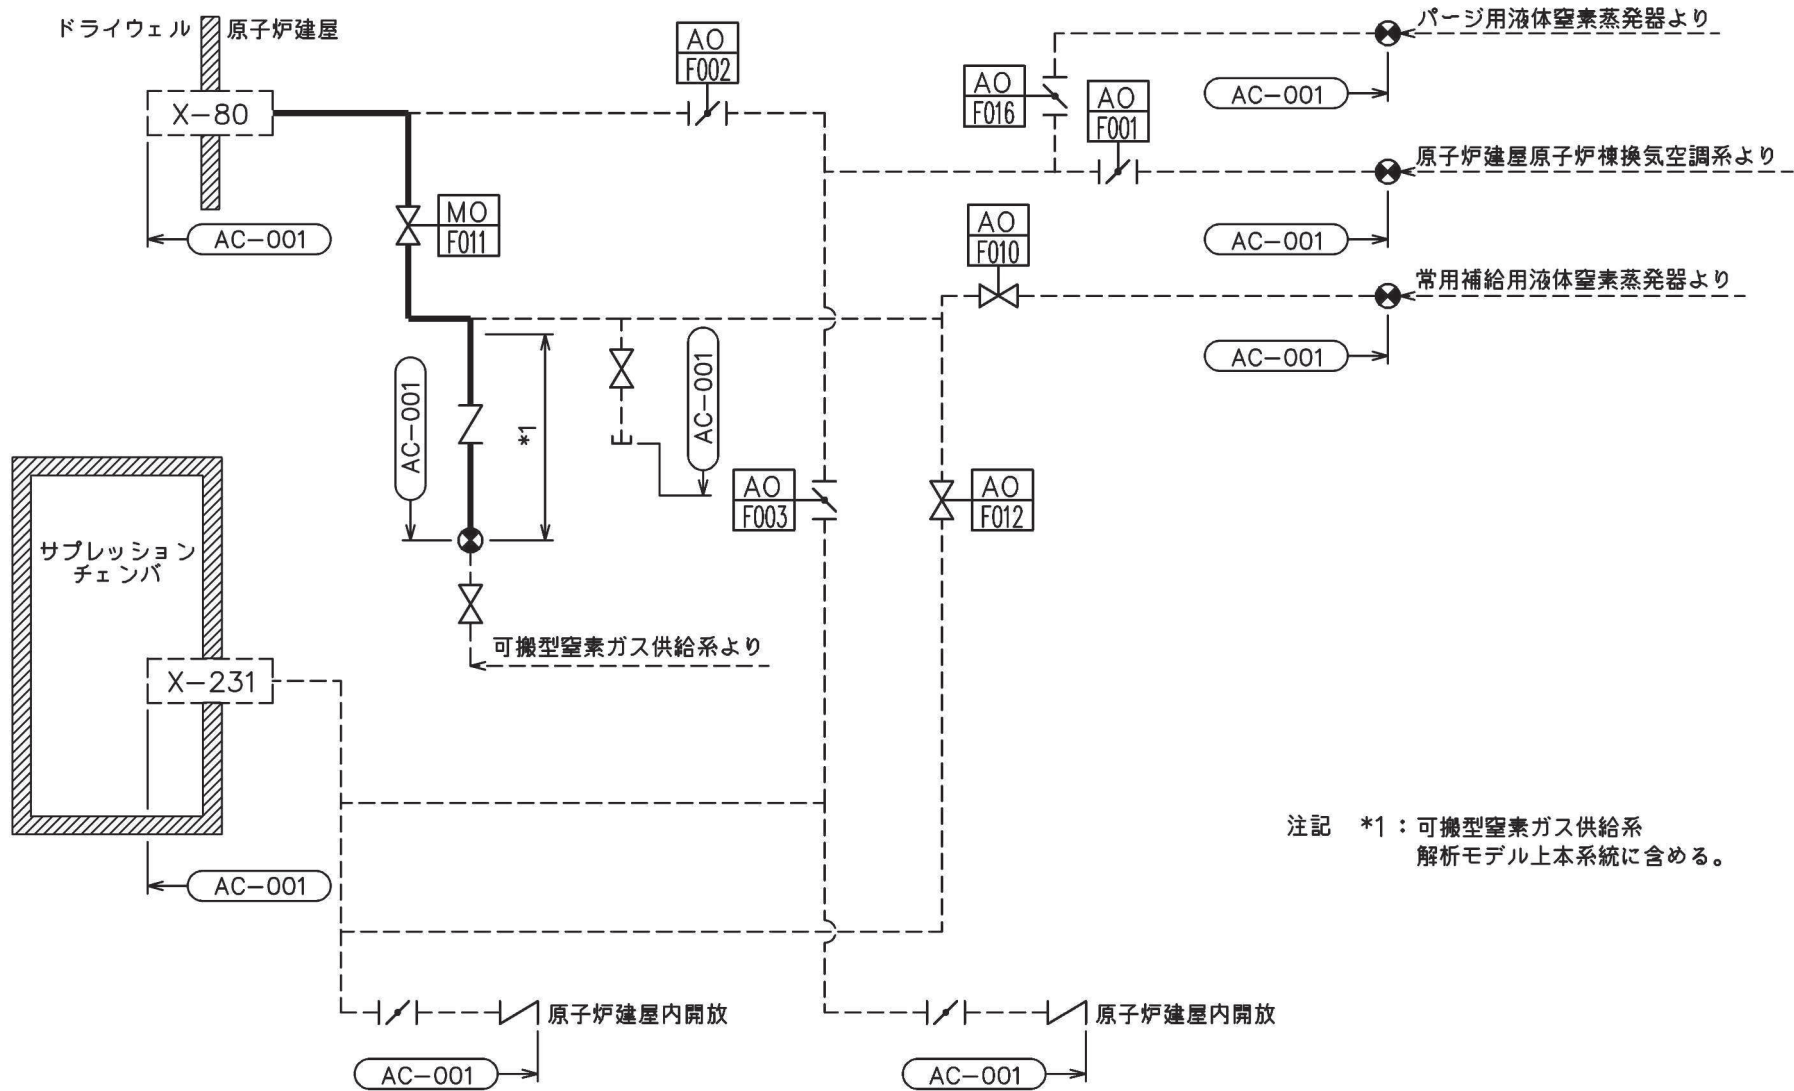 ドライウェル
原子炉建屋
X-80
AC-001
AO
F002
MO
F011
AO
F016
AO
F001
パージ用液体窒素蒸発器より
AC-001
原子炉建屋原子炉棟換気空調系より
AC-001
AO
F010
常用補給用液体窒素蒸発器より
AC-001
AC-001
*1
AC-001
AO
F003
AO
F012
サプレッション
チェンバ
可搬型窒素ガス供給系より
X-231
AC-001
注記 *1:可搬型窒素ガス供給系
解析モデル上本系統に含める。
原子炉建屋内開放
AC-001
原子炉建屋内開放
AC-001